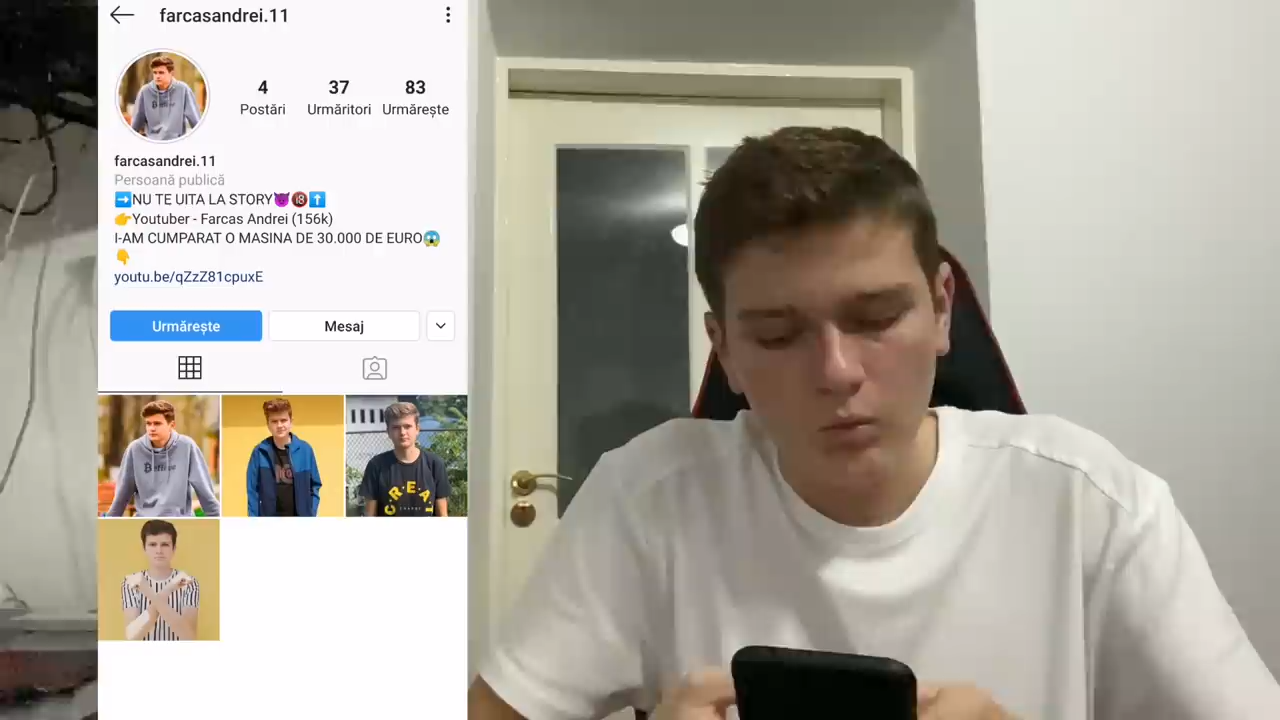 farcasandrei.11
4 37 83
Postări Urmăritori Urmărește
farcasandrei.11
Persoană publică
➡️NU TE UITA LA STORY😈🔞⬆️
👉Youtuber - Farcas Andrei (156k)
I-AM CUMPARAT O MASINA DE 30.000 DE EURO😱
👇
youtu.be/qZzZ81cpuxE
Urmărește Mesaj